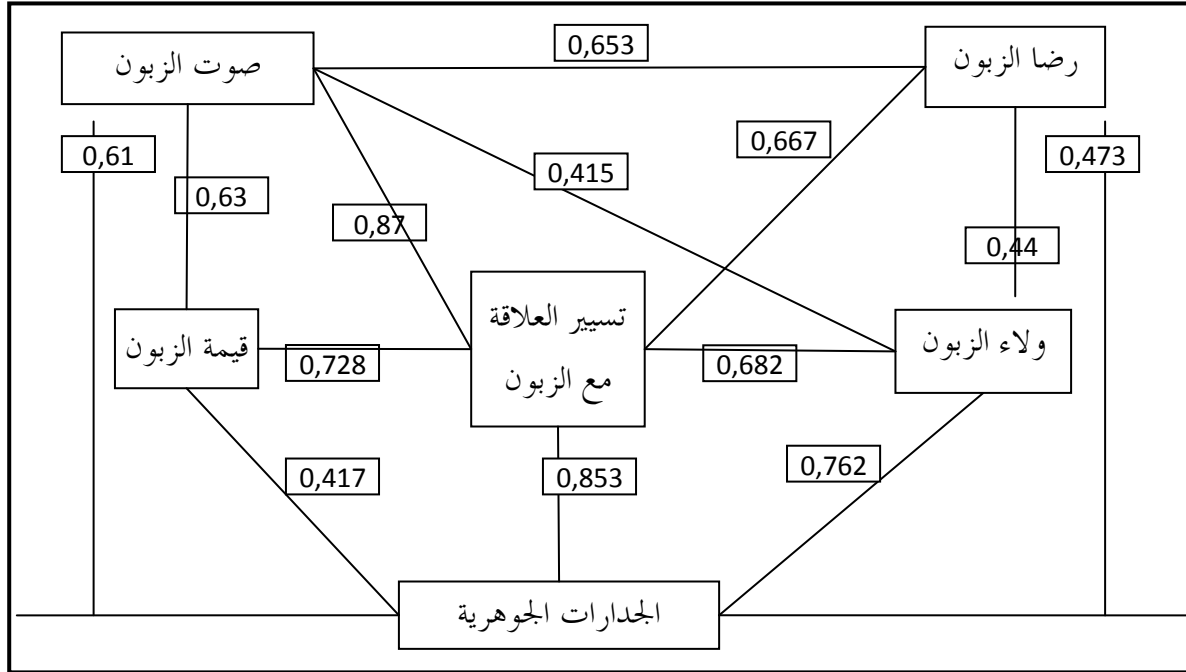 0,653
رضا الزبون
صوت الزبون
0,667
0,473
0,61
0,415
0,63
0,87
0,44
تسيير العلاقة
مع الزبون
ولاء الزبون
قيمة الزبون
0,728
0,682
0,417
0,853
0,762
الجدارات الجوهرية